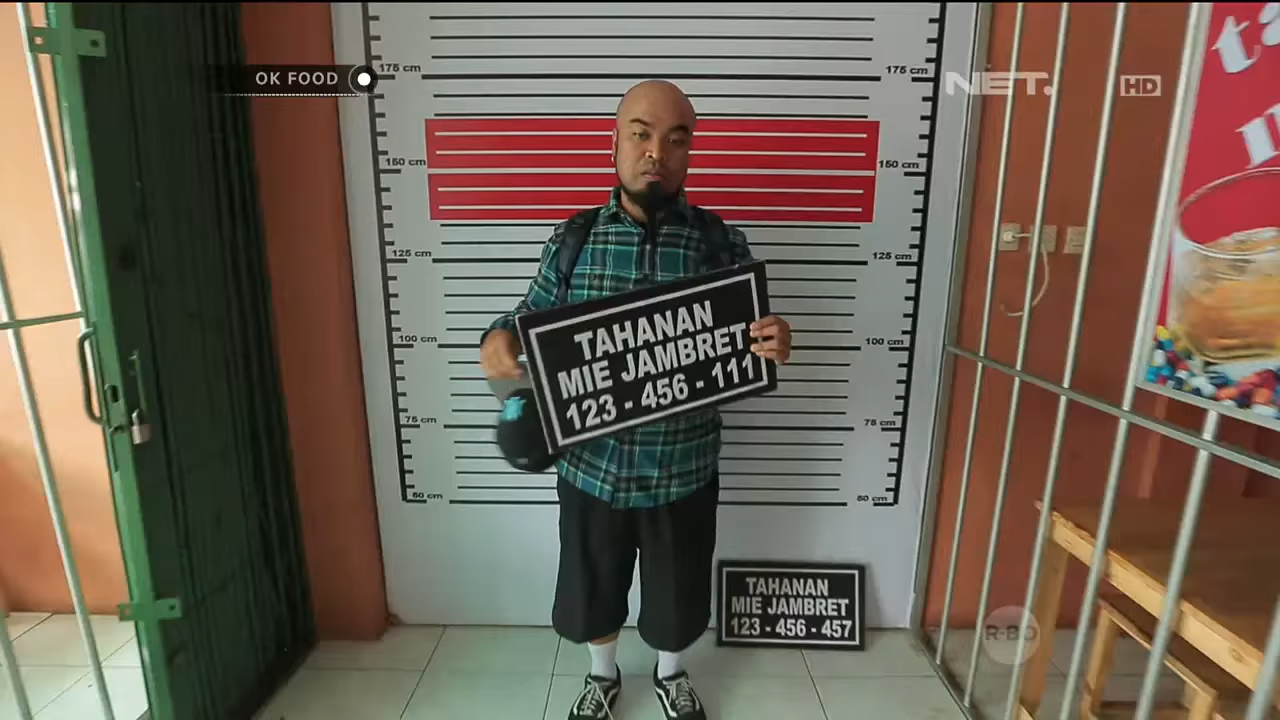 OK FOOD
NET.
HD
175 cm
175 cm
150 cm
150 cm
125 cm
125 cm
100 cm
100 cm
75 cm
75 cm
50 cm
50 cm
TAHANAN
MIE JAMBRET
123 - 456 - 111
TAHANAN
MIE JAMBRET
123 - 456 - 457
R-BO